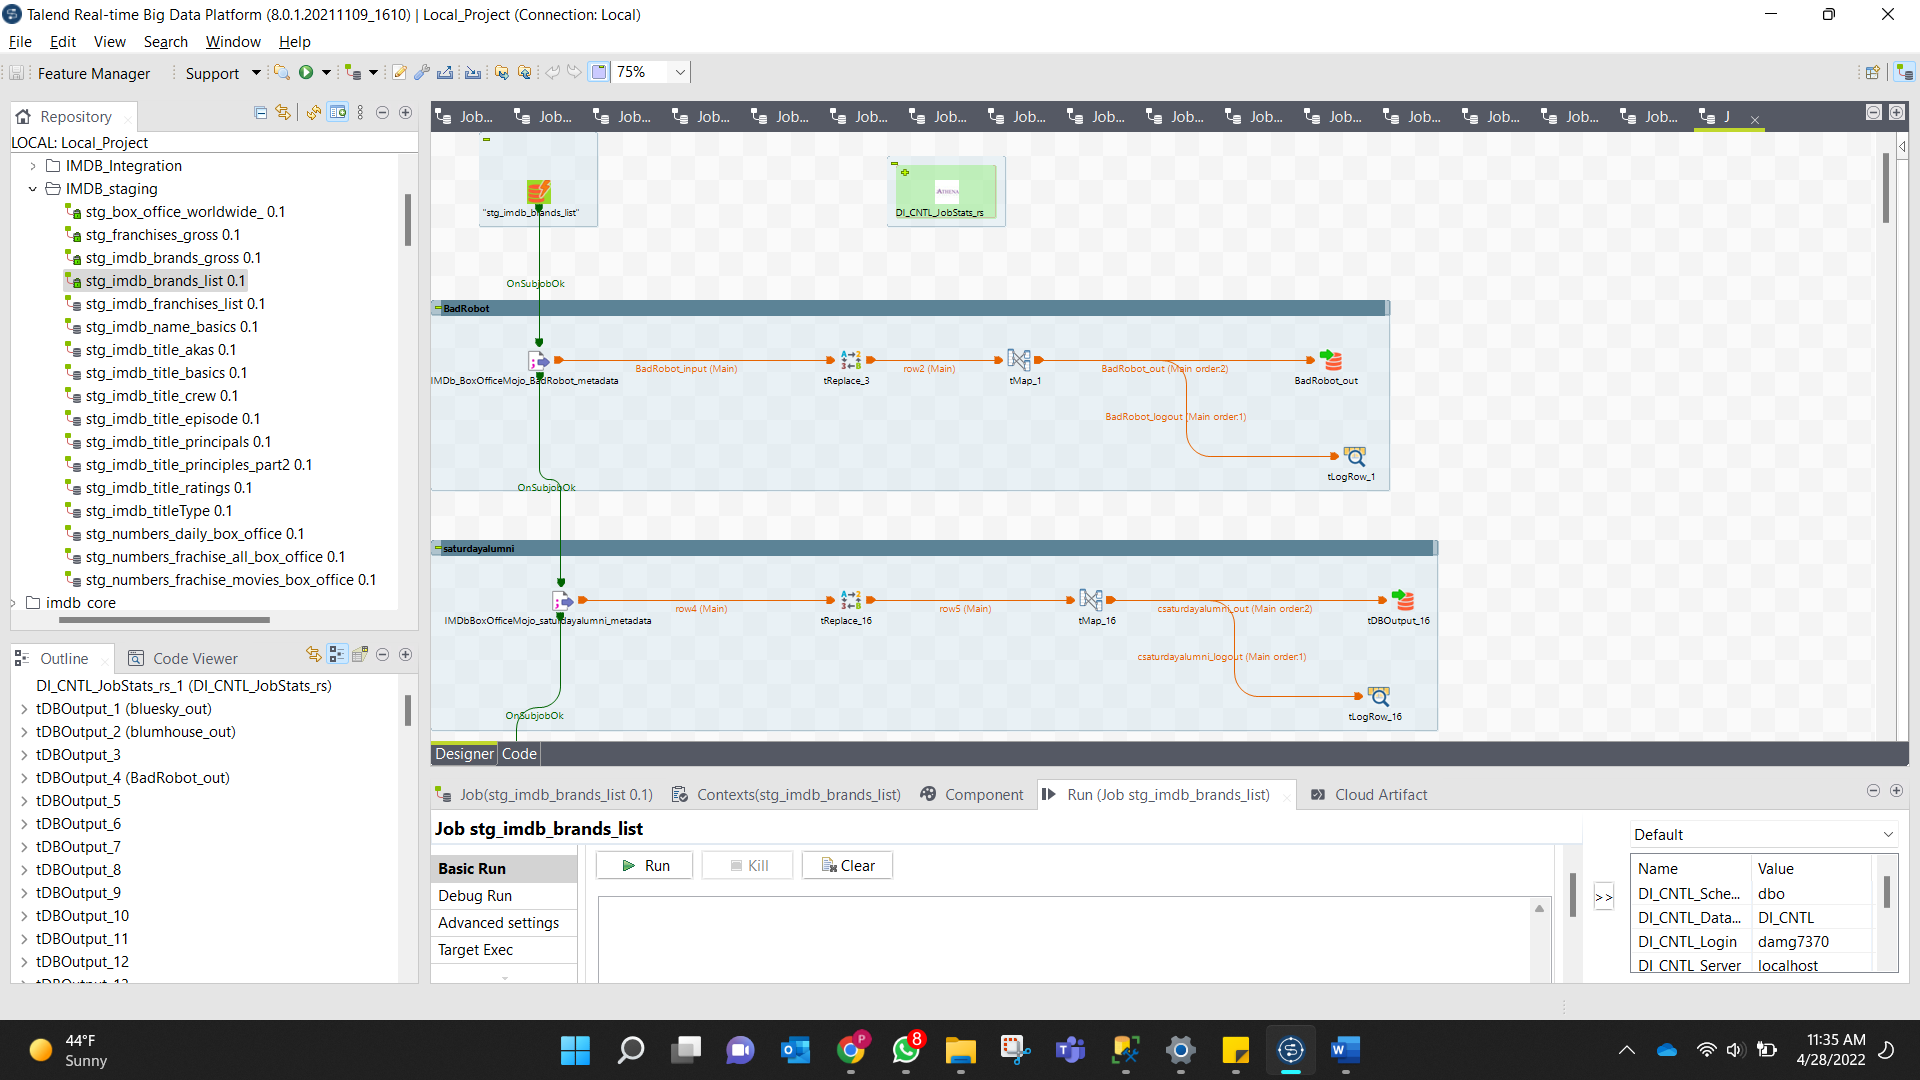 Talend Real-time Big Data Platform (8.0.1.20211109_1610) | Local_Project (Connection: Local)
File Edit View Search Window Help
Feature Manager Support 75%
Repository
LOCAL: Local_Project
IMDB_Integration
IMDB_staging
stg_box_office_worldwide_ 0.1
stg_franchises_gross 0.1
stg_imdb_brands_gross 0.1
stg_imdb_brands_list 0.1
stg_imdb_franchises_list 0.1
stg_imdb_name_basics 0.1
stg_imdb_title_akas 0.1
stg_imdb_title_basics 0.1
stg_imdb_title_crew 0.1
stg_imdb_title_episode 0.1
stg_imdb_title_principals 0.1
stg_imdb_title_principles_part2 0.1
stg_imdb_title_ratings 0.1
stg_imdb_titleType 0.1
stg_numbers_daily_box_office 0.1
stg_numbers_frachise_all_box_office 0.1
stg_numbers_frachise_movies_box_office 0.1
imdb core
Outline Code Viewer
DI_CNTL_JobStats_rs_1 (DI_CNTL_JobStats_rs)
tDBOutput_1 (bluesky_out)
tDBOutput_2 (blumhouse_out)
tDBOutput_3
tDBOutput_4 (BadRobot_out)
tDBOutput_5
tDBOutput_6
tDBOutput_7
tDBOutput_8
tDBOutput_9
tDBOutput_10
tDBOutput_11
tDBOutput_12
Job... Job... Job... Job... Job... Job... Job... Job... Job... Job... Job... Job... Job... Job... Job... Job... J
ATHENA
"stg_imdb_brands_list" DI_CNTL_JobStats_rs
OnSubjobOk
BadRobot
BadRobot_input (Main) row2 (Main) BadRobot_out (Main order:2)
IMDb_BoxOfficeMojo_BadRobot_metadata tReplace_3 tMap_1 BadRobot_out
BadRobot_logout (Main order:1)
tLogRow_1
OnSubjobOk
saturdayalumni
row4 (Main) row5 (Main) csaturdayalumni_out (Main order:2)
IMDbBoxOfficeMojo_saturdayalumni_metadata tReplace_16 tMap_16 tDBOutput_16
csaturdayalumni_logout (Main order:1)
OnSubjobOk tLogRow_16
Designer Code
Job(stg_imdb_brands_list 0.1) Contexts(stg_imdb_brands_list) Component Run (Job stg_imdb_brands_list) Cloud Artifact
Job stg_imdb_brands_list
Basic Run
Debug Run
Advanced settings
Target Exec
Run Kill Clear
>>
Default
Name Value
DI_CNTL_Sche... dbo
DI_CNTL_Data... DI_CNTL
DI_CNTL_Login damg7370
DI_CNTL_Server localhost
44°F
Sunny
P
8
11:35 AM
4/28/2022